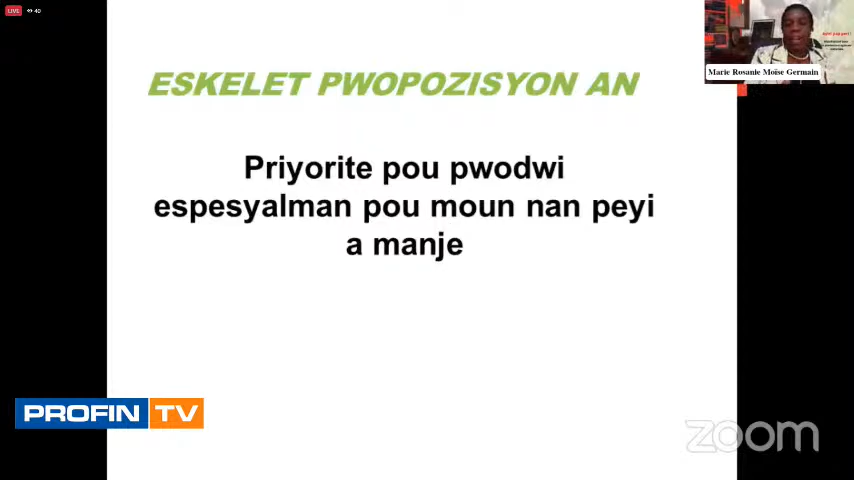 LIVE
40
Marie Rosanie Moïse Germain
ESKELET PWOPOZISYON AN
Priyorite pou pwodwi
espesyalman pou moun nan peyi
a manje
PROFIN TV
zoom